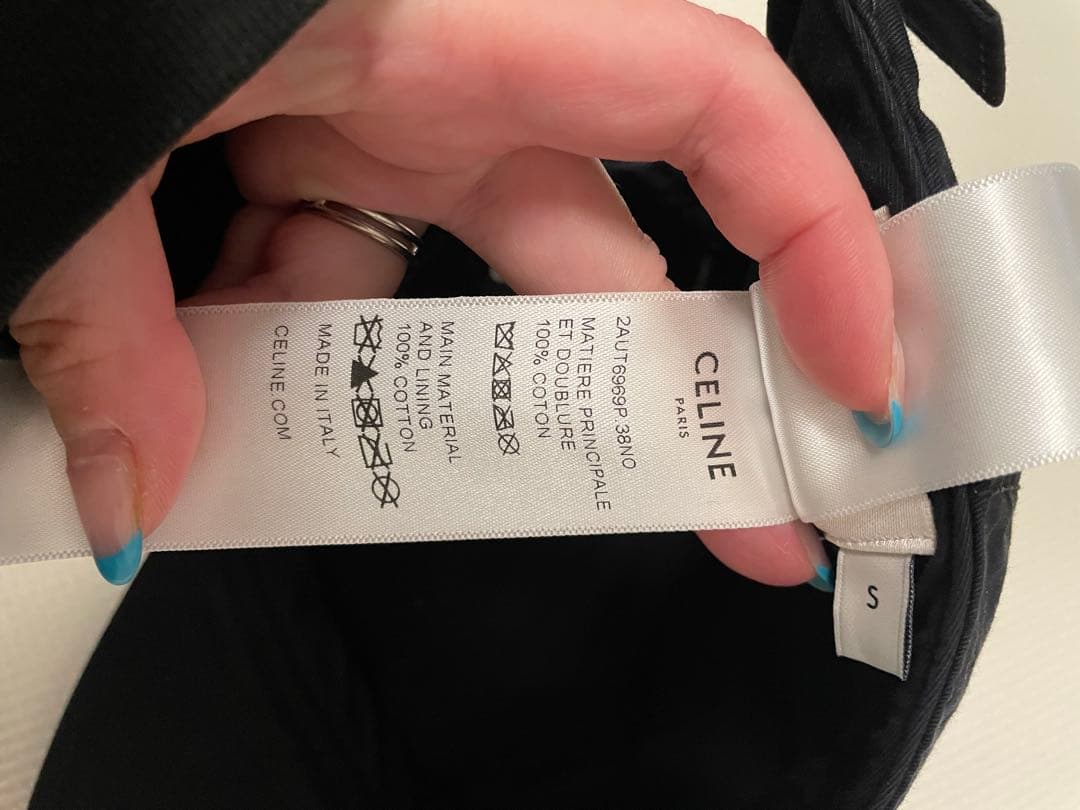 CELINE
PARIS
2AUT6969P.38NO
MATIERE PRINCIPALE
ET DOUBLURE
100% COTON
MAIN MATERIAL
AND LINING
100% COTTON
MADE IN ITALY
CELINE.COM
S